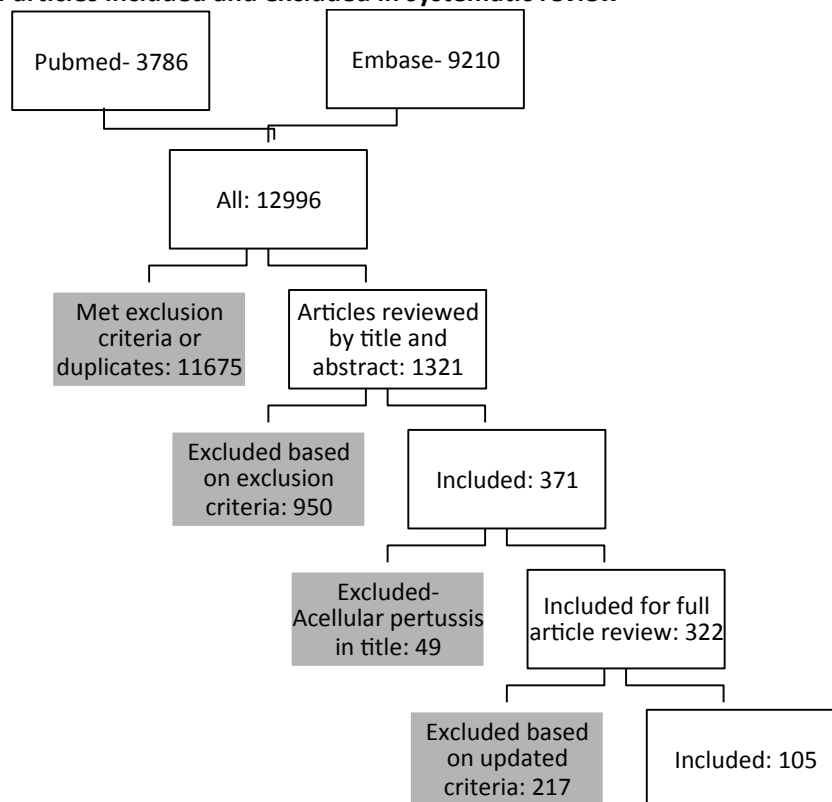 articles included and excluded in systematic review
Pubmed- 3786
Embase- 9210
All: 12996
Met exclusion
criteria or
duplicates: 11675
Articles reviewed
by title and
abstract: 1321
Excluded based
on exclusion
criteria: 950
Included: 371
Excluded-
Acellular pertussis
in title: 49
Included for full
article review: 322
Excluded based
on updated
criteria: 217
Included: 105